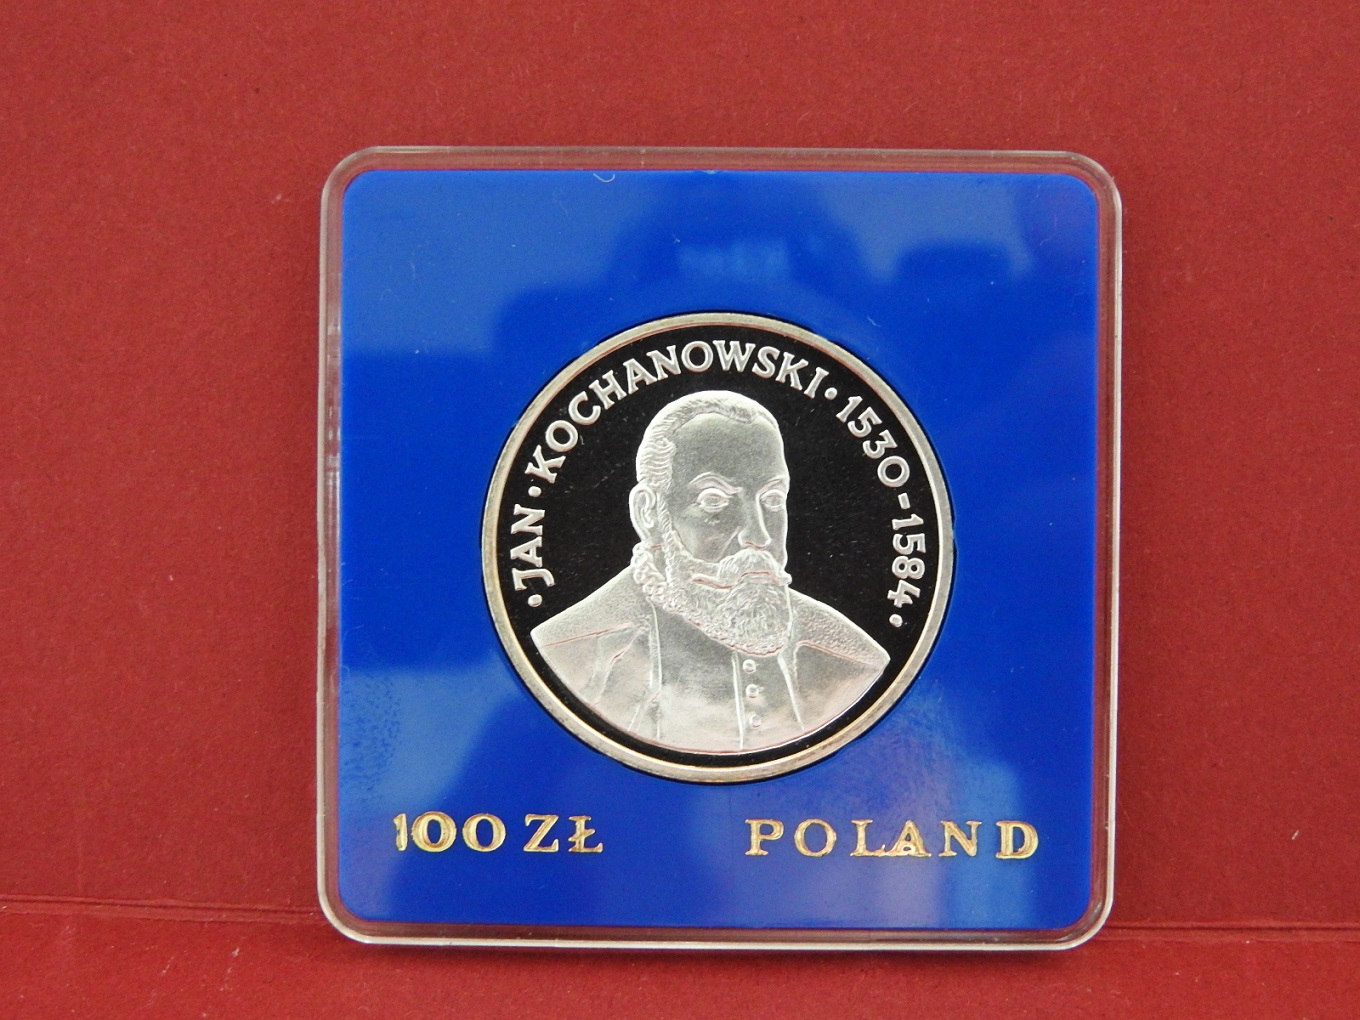 ·JAN·KOCHANOWSKI·1530-1584·
100 ZŁ POLAND